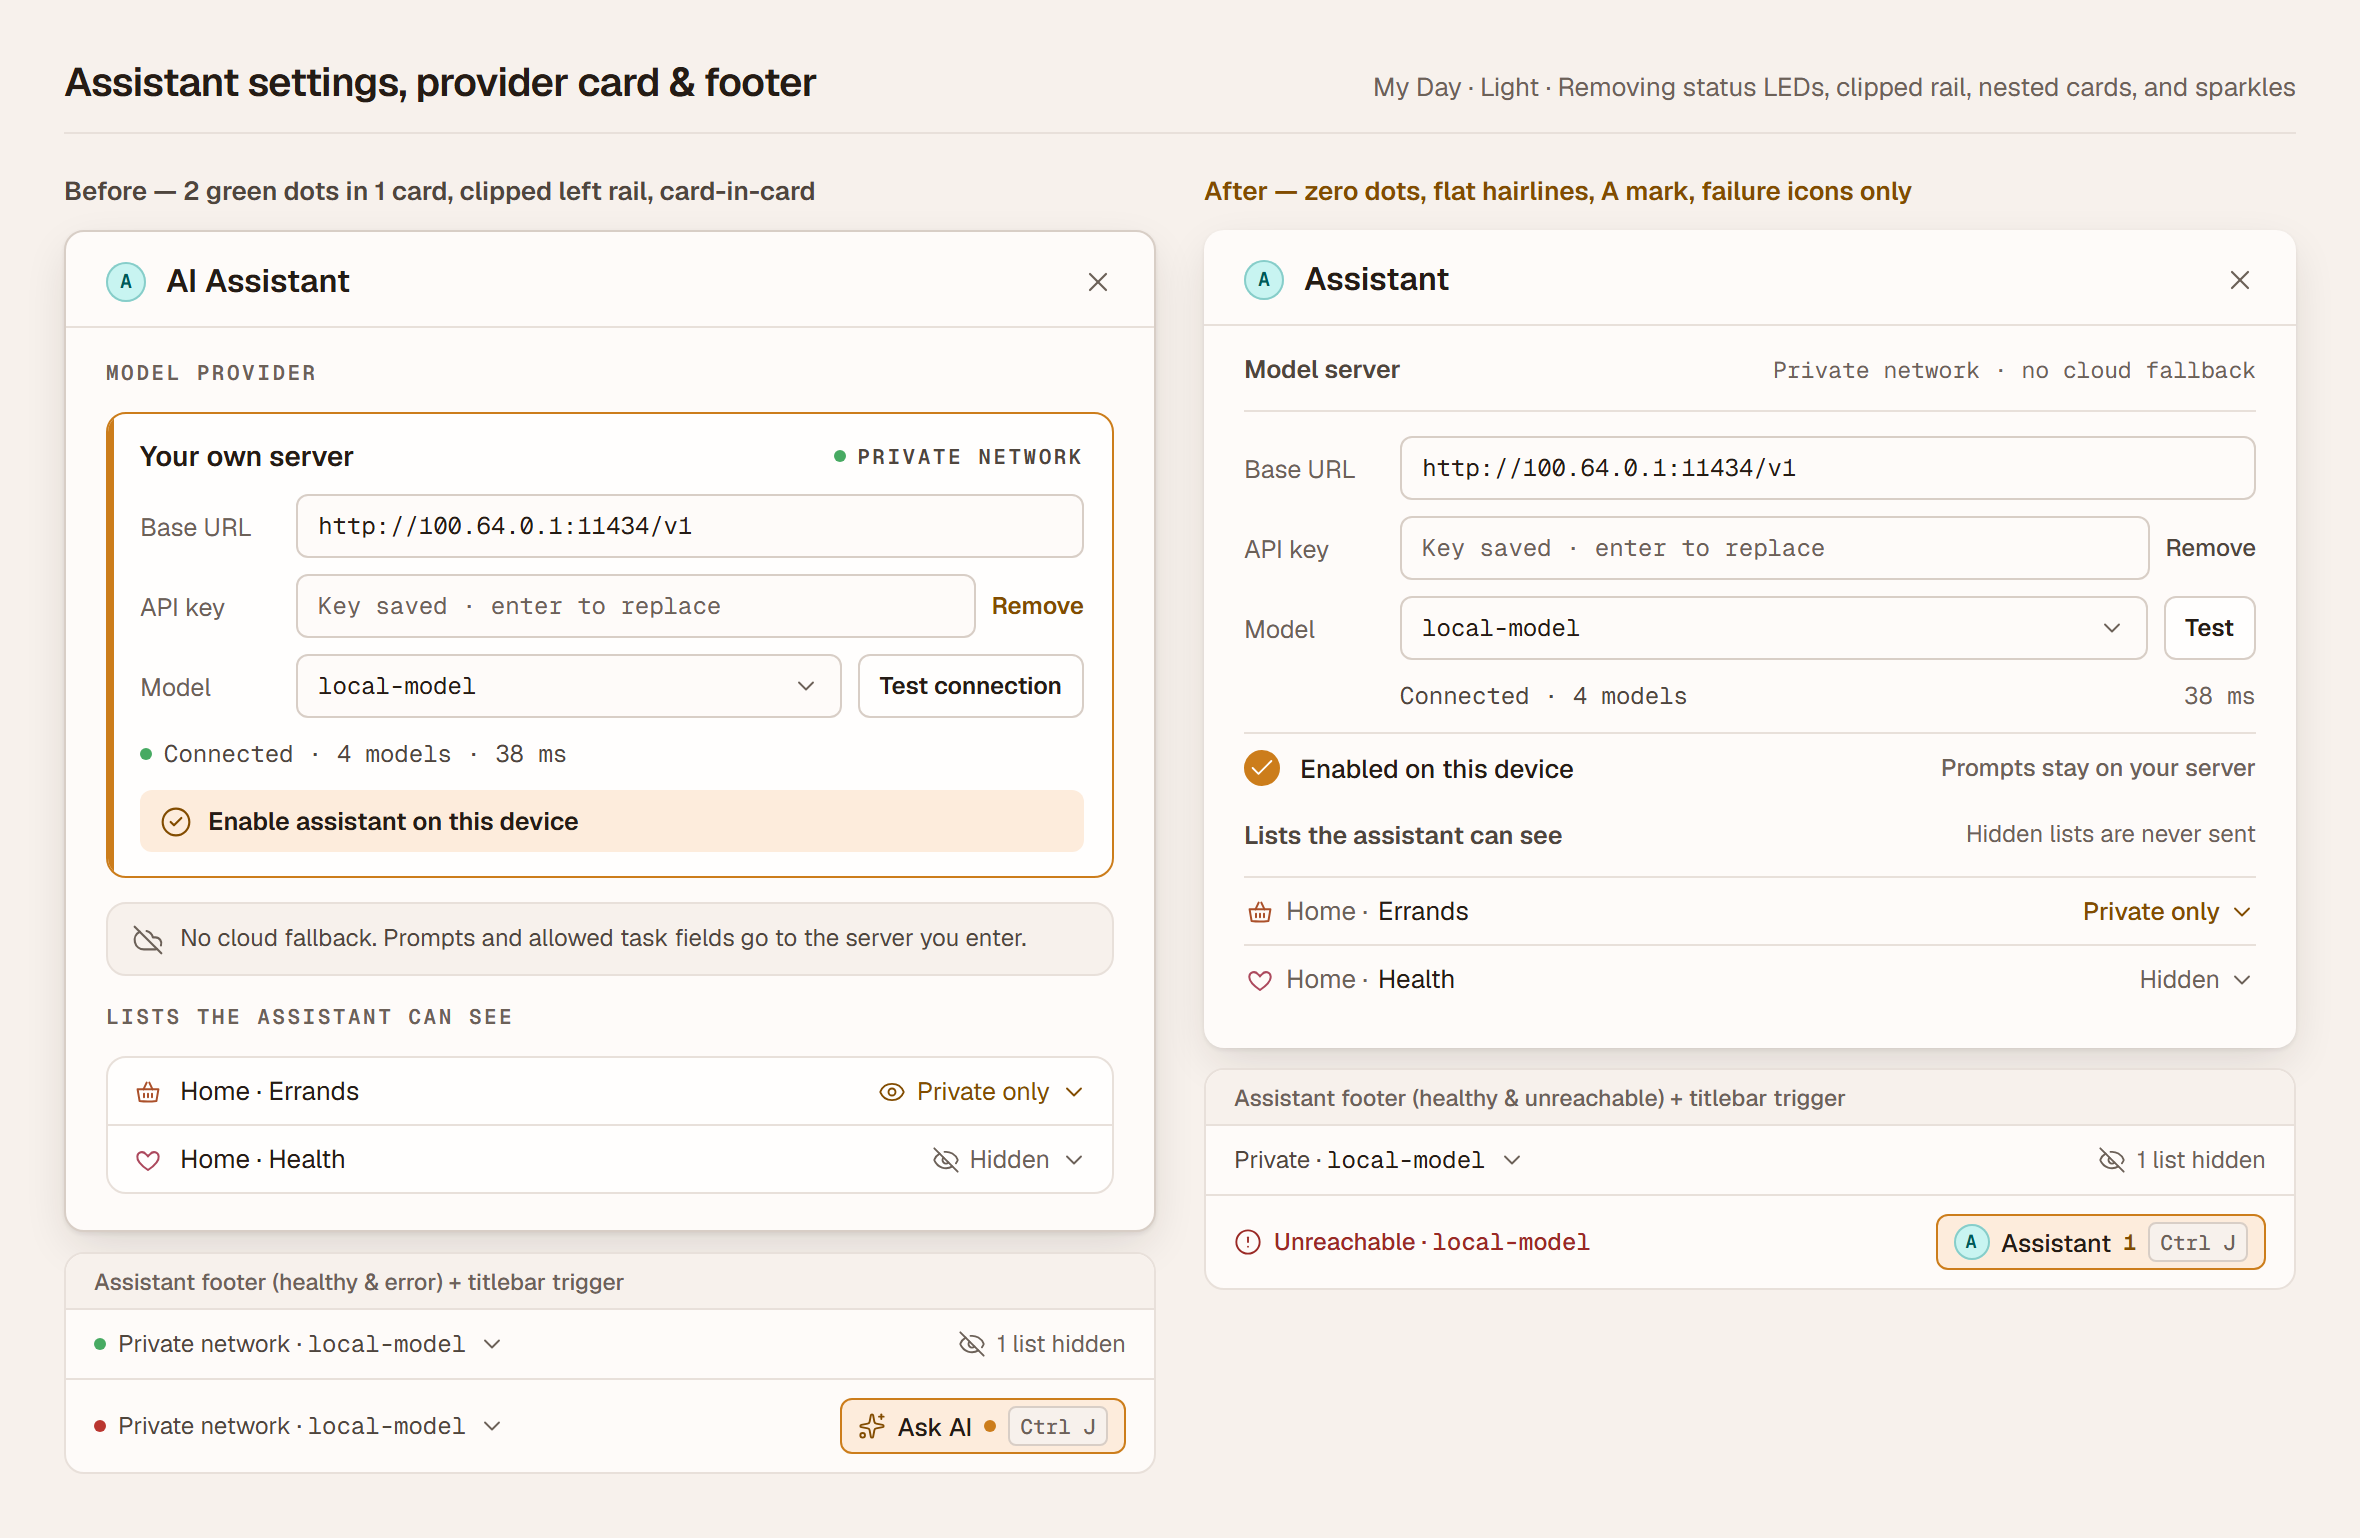 Assistant settings, provider card & footer
My Day · Light · Removing status LEDs, clipped rail, nested cards, and sparkles
Before — 2 green dots in 1 card, clipped left rail, card-in-card
A
AI Assistant
MODEL PROVIDER
Your own server
PRIVATE NETWORK
Base URL
http://100.64.0.1:11434/v1
API key
Key saved · enter to replace
Remove
Model
local-model
Test connection
Connected · 4 models · 38 ms
Enable assistant on this device
No cloud fallback. Prompts and allowed task fields go to the server you enter.
LISTS THE ASSISTANT CAN SEE
Home · Errands
Private only
Home · Health
Hidden
Assistant footer (healthy & error) + titlebar trigger
Private network · local-model
1 list hidden
Private network · local-model
Ask AI
Ctrl J
After — zero dots, flat hairlines, A mark, failure icons only
A
Assistant
Model server
Private network · no cloud fallback
Base URL
http://100.64.0.1:11434/v1
API key
Key saved · enter to replace
Remove
Model
local-model
Test
Connected · 4 models
38 ms
Enabled on this device
Prompts stay on your server
Lists the assistant can see
Hidden lists are never sent
Home · Errands
Private only
Home · Health
Hidden
Assistant footer (healthy & unreachable) + titlebar trigger
Private · local-model
1 list hidden
Unreachable · local-model
A
Assistant 1
Ctrl J